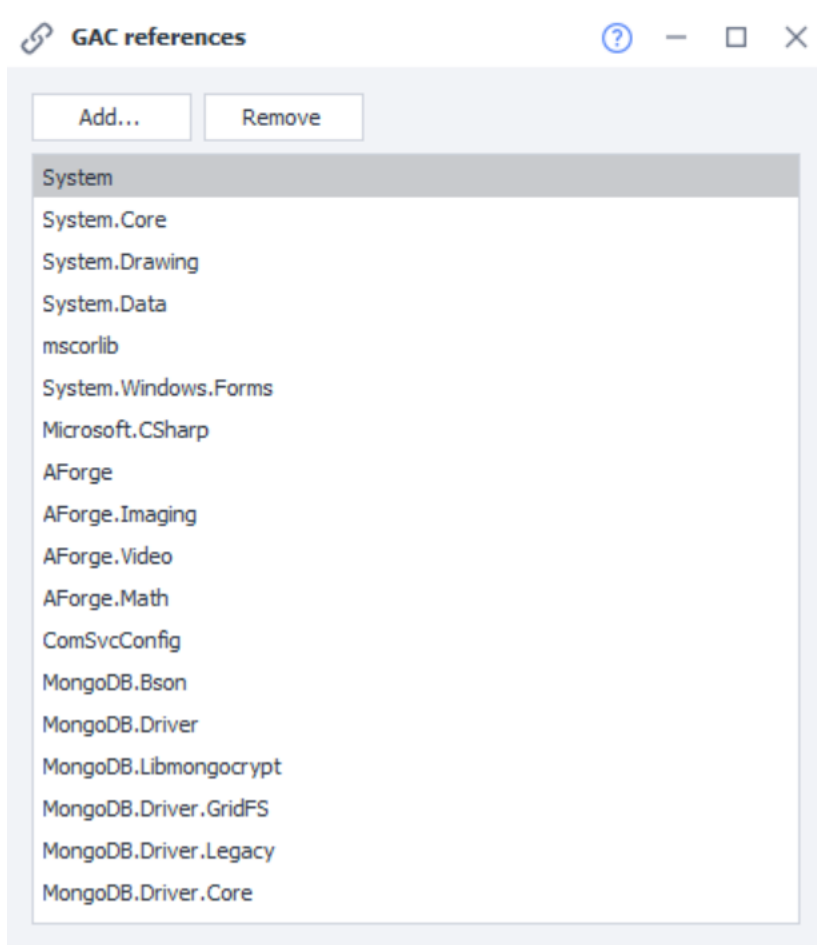 GAC references
?
Add...
Remove
System
System.Core
System.Drawing
System.Data
mscorlib
System.Windows.Forms
Microsoft.CSharp
AForge
AForge.Imaging
AForge.Video
AForge.Math
ComSvcConfig
MongoDB.Bson
MongoDB.Driver
MongoDB.Libmongocrypt
MongoDB.Driver.GridFS
MongoDB.Driver.Legacy
MongoDB.Driver.Core